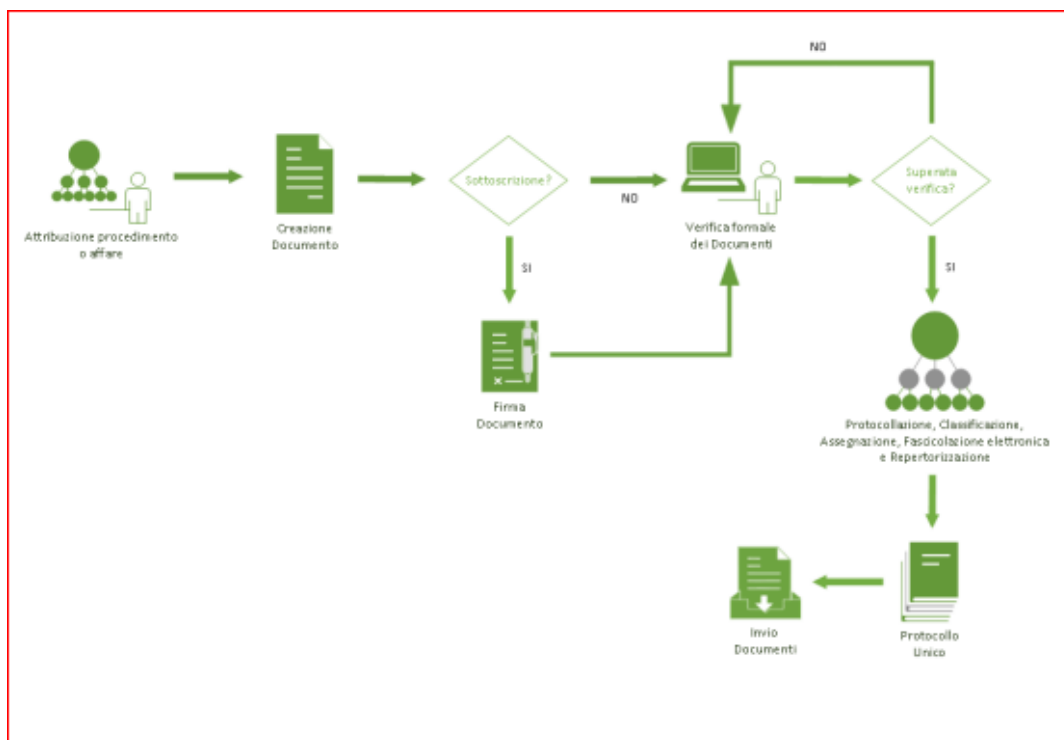 NO
Sottoscrizione?
Superata
verifica?
NO
Creazione
Documento
Verifica formale
dei Documenti
Attribuzione procedimento
o affare
SI
SI
Firma
Documento
Protocollazione, Classificazione,
Assegnazione, Fascicolazione elettronica
e Repertorizzazione
Invio
Documenti
Protocollo
Unico